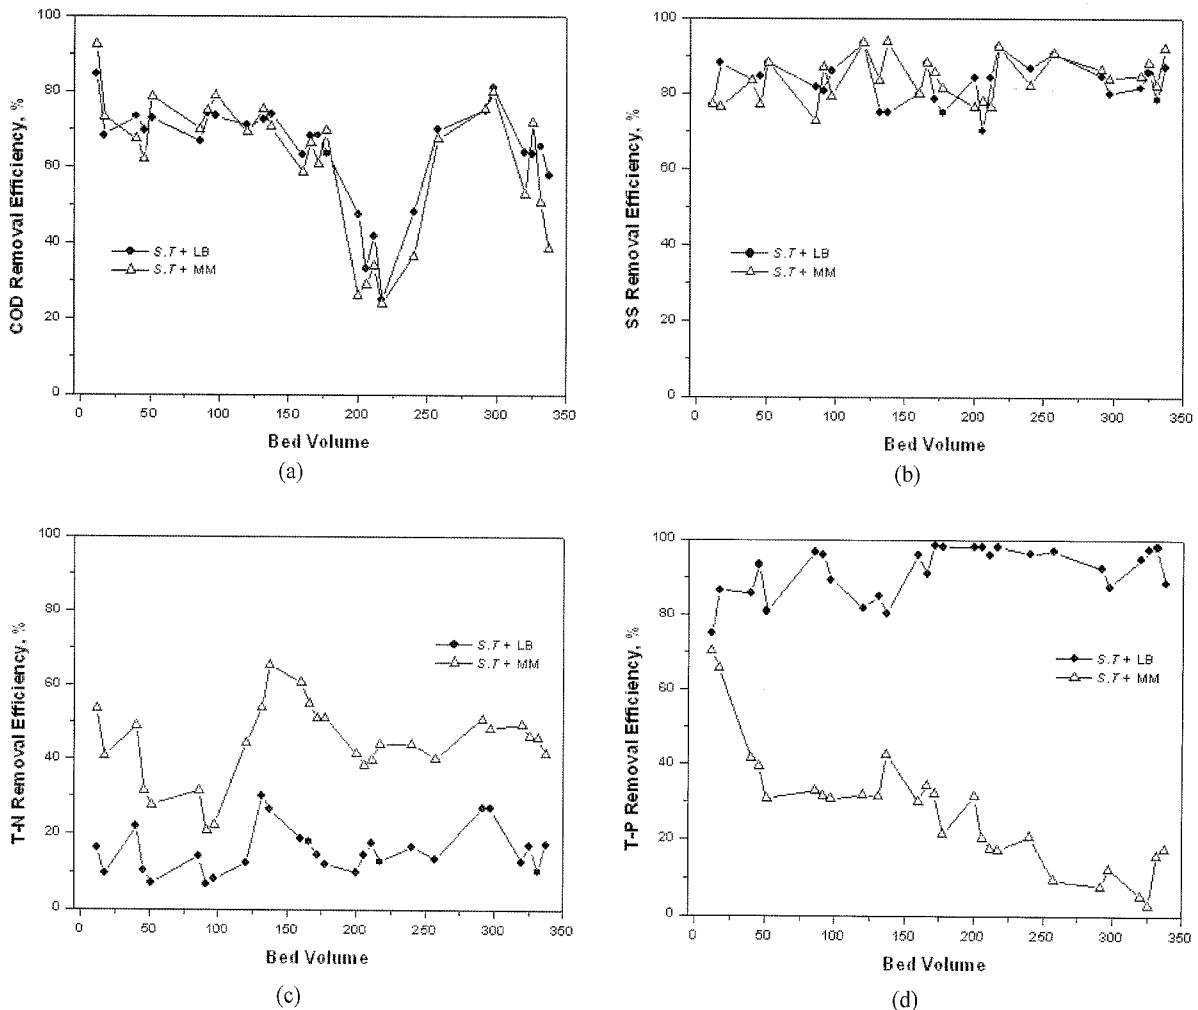 100
80
60
40
20
0
COD Removal Efficiency, %
S.T + LB
S.T + MM
0 50 100 150 200 250 300 350
Bed Volume
(a)
100
80
60
40
20
0
SS Removal Efficiency, %
S.T + LB
S.T + MM
0 50 100 150 200 250 300 350
Bed Volume
(b)
100
80
60
40
20
0
T-N Removal Efficiency, %
S.T + LB
S.T + MM
0 50 100 150 200 250 300 350
Bed Volume
(c)
100
80
60
40
20
0
T-P Removal Efficiency, %
S.T + LB
S.T + MM
0 50 100 150 200 250 300 350
Bed Volume
(d)